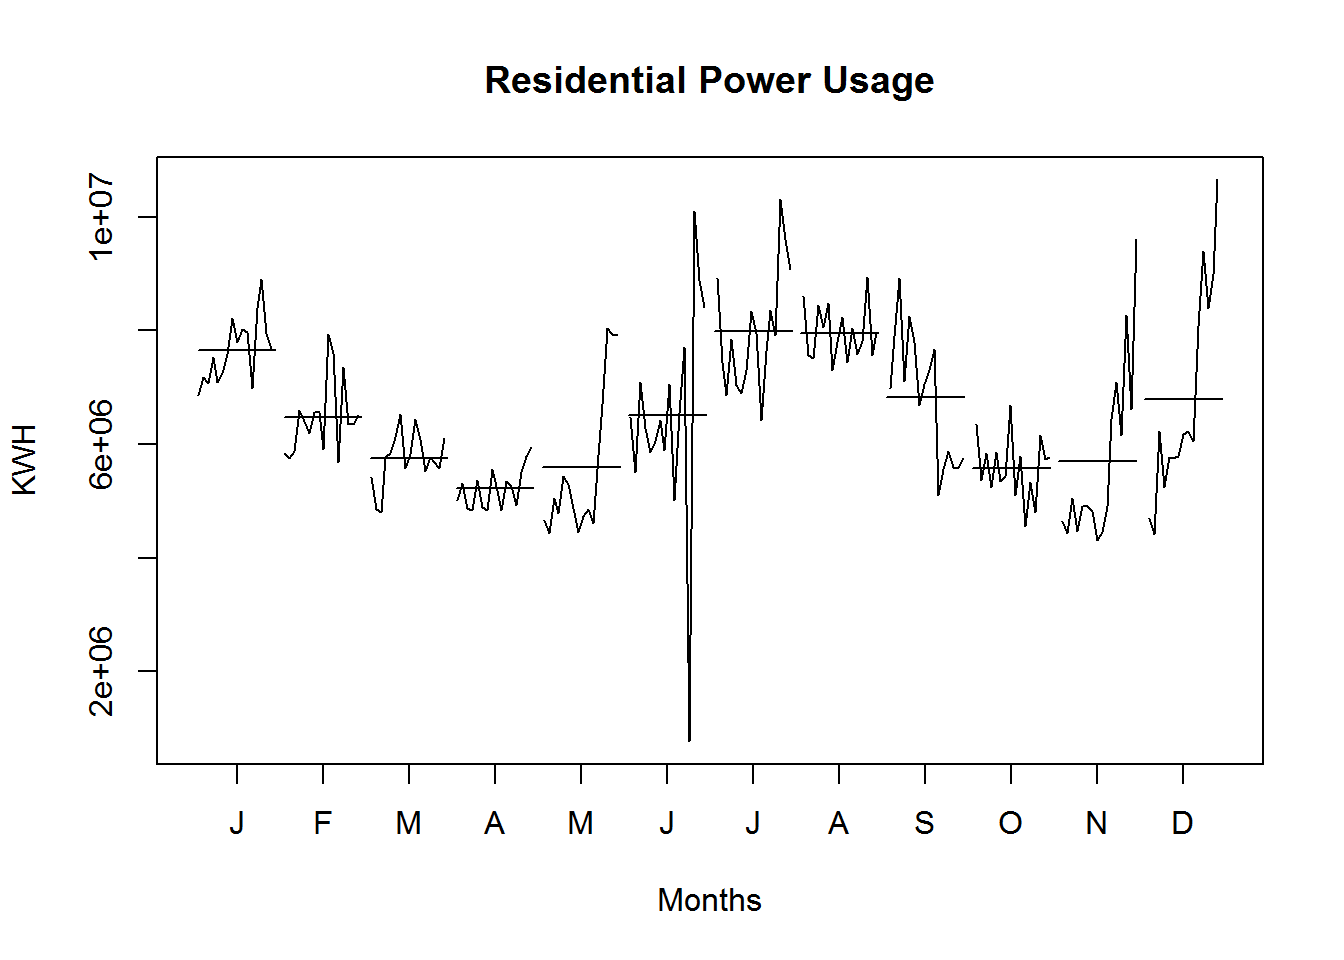 Residential Power Usage
KWH
1e+07
6e+06
2e+06
J F M A M J J A S O N D
Months